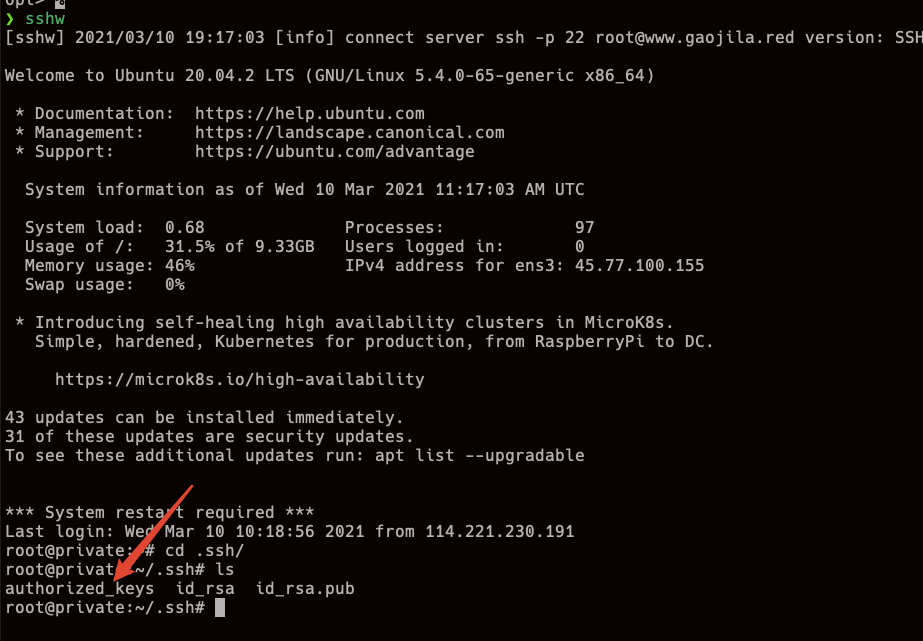 ❯ sshw
[sshw] 2021/03/10 19:17:03 [info] connect server ssh -p 22 root@www.gaojila.red version: SSH
Welcome to Ubuntu 20.04.2 LTS (GNU/Linux 5.4.0-65-generic x86_64)
* Documentation:  https://help.ubuntu.com
* Management:     https://landscape.canonical.com
* Support:        https://ubuntu.com/advantage
System information as of Wed 10 Mar 2021 11:17:03 AM UTC
System load:  0.68               Processes:             97
Usage of /:   31.5% of 9.33GB   Users logged in:       0
Memory usage: 46%               IPv4 address for ens3: 45.77.100.155
Swap usage:   0%
* Introducing self-healing high availability clusters in MicroK8s.
Simple, hardened, Kubernetes for production, from RaspberryPi to DC.
https://microk8s.io/high-availability
43 updates can be installed immediately.
31 of these updates are security updates.
To see these additional updates run: apt list --upgradable
*** System restart required ***
Last login: Wed Mar 10 10:18:56 2021 from 114.221.230.191
root@private:~# cd .ssh/
root@private:~/.ssh# ls
authorized_keys  id_rsa  id_rsa.pub
root@private:~/.ssh#